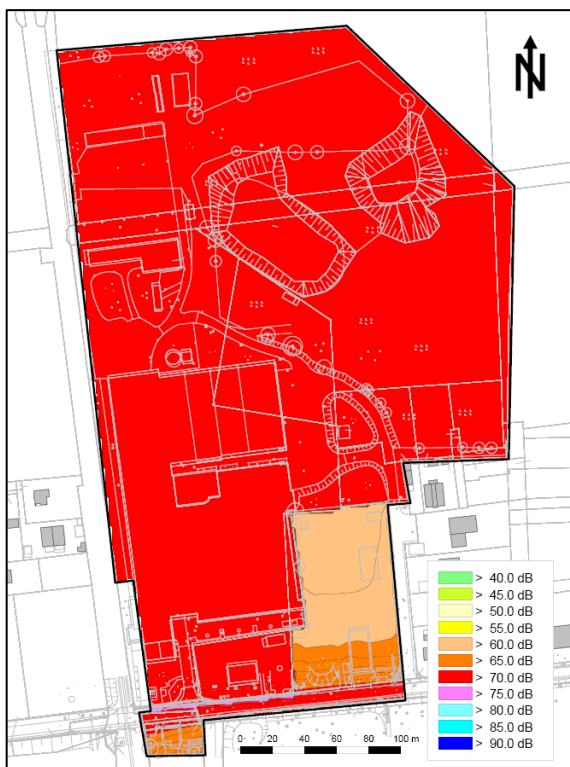 N
> 40.0 dB
> 45.0 dB
> 50.0 dB
> 55.0 dB
> 60.0 dB
> 65.0 dB
> 70.0 dB
> 75.0 dB
> 80.0 dB
> 85.0 dB
> 90.0 dB
0 20 40 60 80 100 m